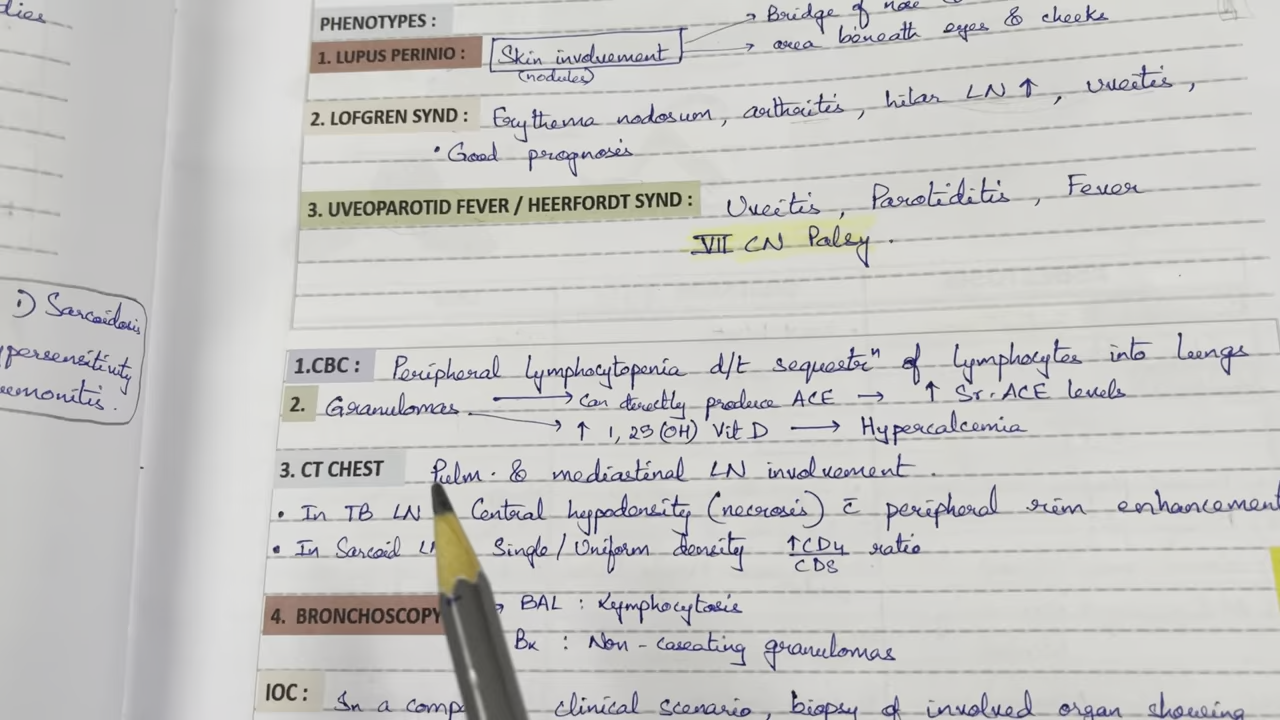 dies
PHENOTYPES :
→ Bridge of nose
1. LUPUS PERINIO : Skin involvement → area beneath eyes & cheeks
(nodules)
2. LOFGREN SYND : Erythema nodosum, arthritis, hilar LN ↑, uveitis,
• Good prognosis
3. UVEOPAROTID FEVER / HEERFORDT SYND : Uveitis, Parotiditis, Fever
VII CN Palsy.
1) Sarcoidosis
persensitivity
eumonitis.
1.CBC : Peripheral lymphocytopenia d/t sequestrⁿ of lymphocytes into lungs
2. Granulomas → Can directly produce ACE → ↑ Sr. ACE levels
→ ↑ 1, 25 (OH) Vit D → Hypercalcemia
3. CT CHEST Pulm. & mediastinal LN involvement.
• In TB LN Central hypodensity (necrosis) c̄ peripheral rim enhancement
• In Sarcoid Single / Uniform density ↑CD4/CD8 ratio
4. BRONCHOSCOPY → BAL : Lymphocytosis
Bx : Non-caseating granulomas
IOC : In a comp clinical scenario, biopsy of involved organ showing